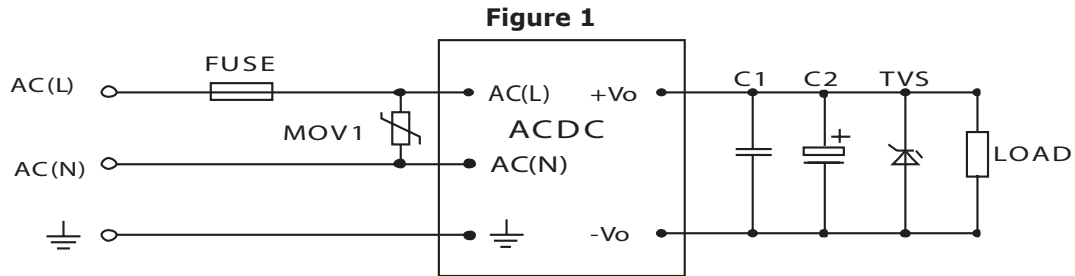 Figure 1
FUSE
C1 C2 TVS
AC(L)
AC(L) +Vo
MOV1
ACDC
+
LOAD
AC(N)
AC(N)
-Vo